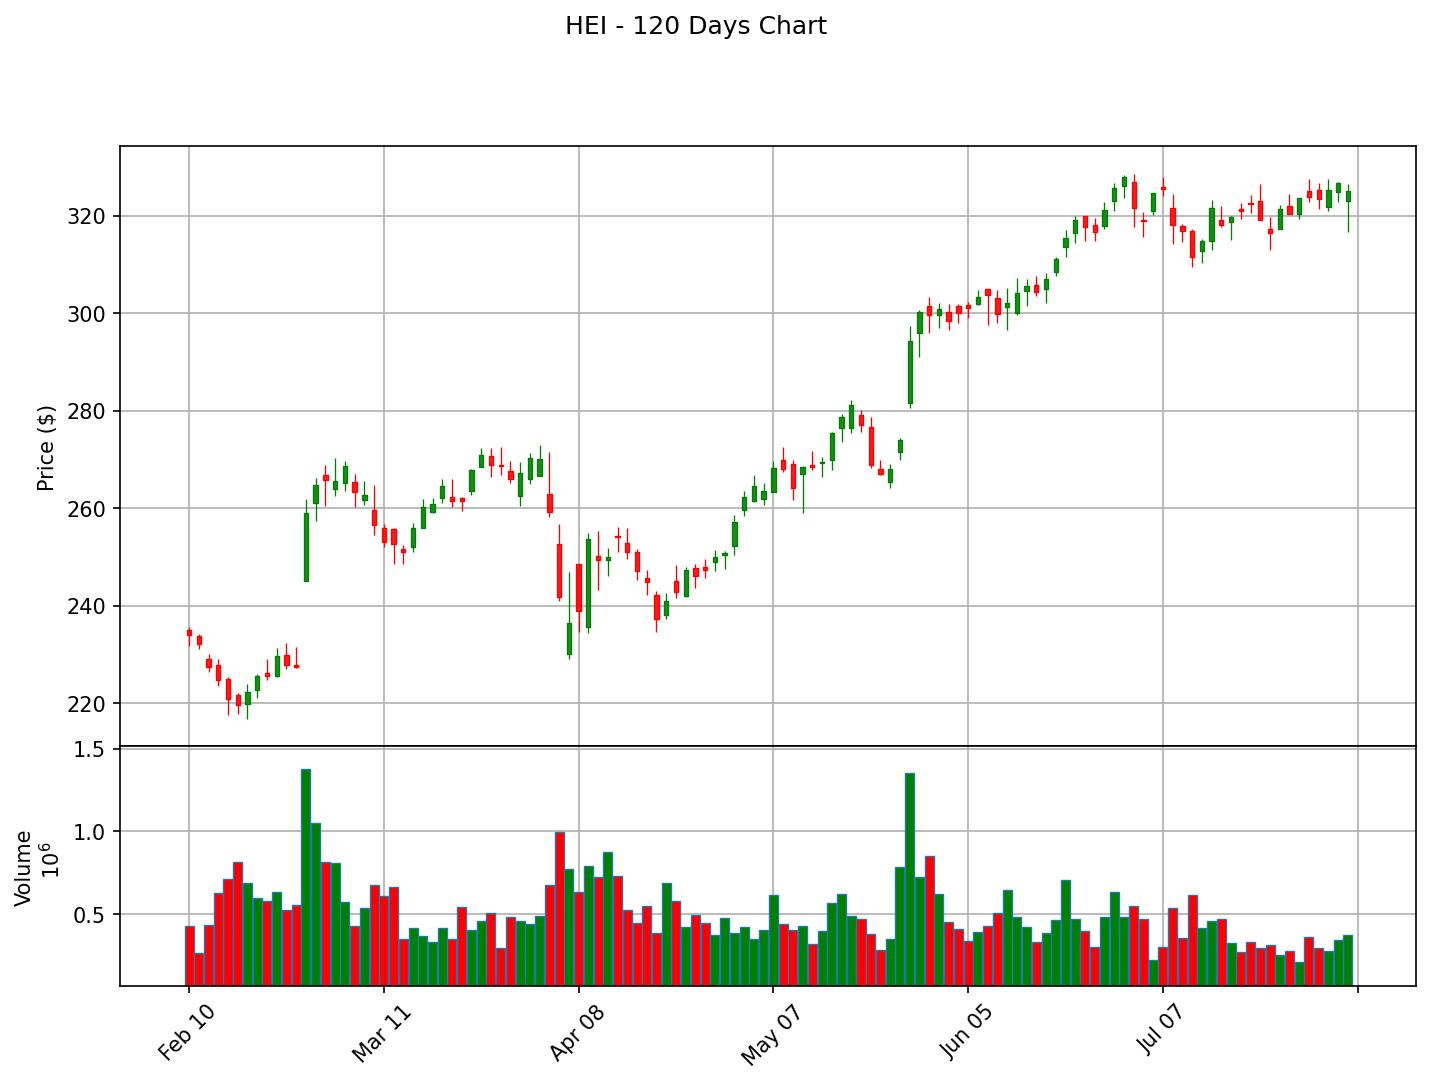 HEI - 120 Days Chart
Price ($)
320
300
280
260
240
220
Volume
10^6
1.5
1.0
0.5
Feb 10
Mar 11
Apr 08
May 07
Jun 05
Jul 07